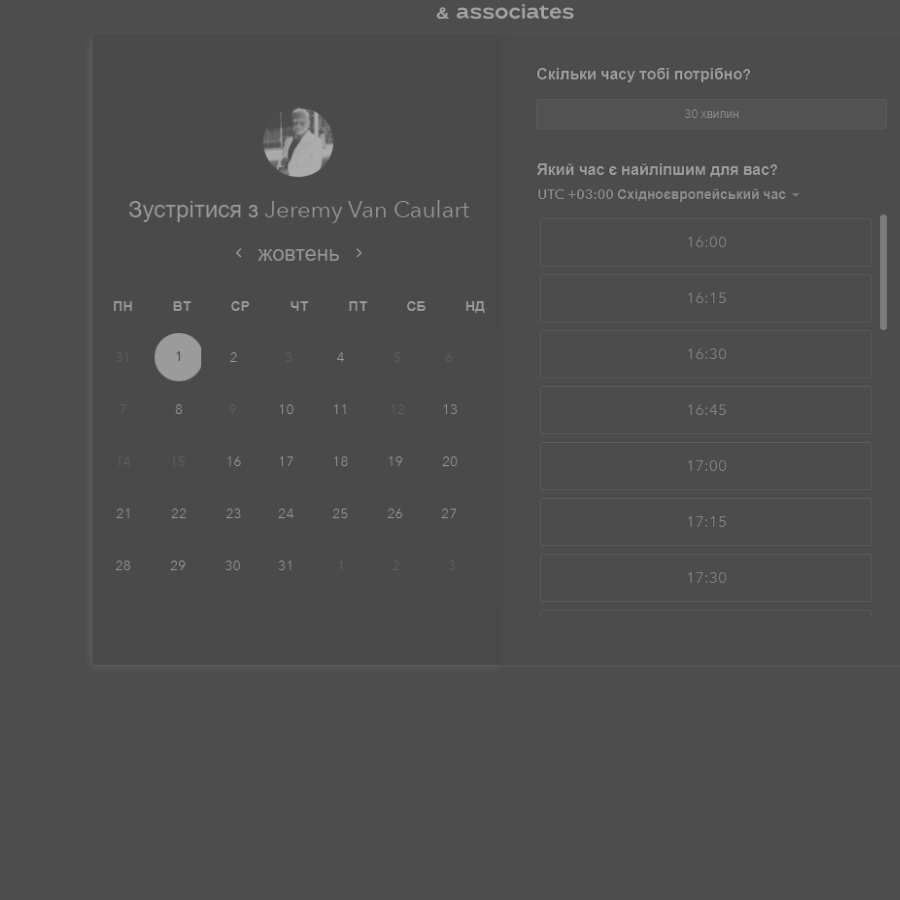 & associates
Зустрітися з Jeremy Van Caulart
жовтень
ПН ВТ СР ЧТ ПТ СБ НД
31 1 2 3 4 5 6
7 8 9 10 11 12 13
14 15 16 17 18 19 20
21 22 23 24 25 26 27
28 29 30 31 1 2 3
Скільки часу тобі потрібно?
30 хвилин
Який час є найліпшим для вас?
UTC +03:00 Східноєвропейський час
16:00
16:15
16:30
16:45
17:00
17:15
17:30